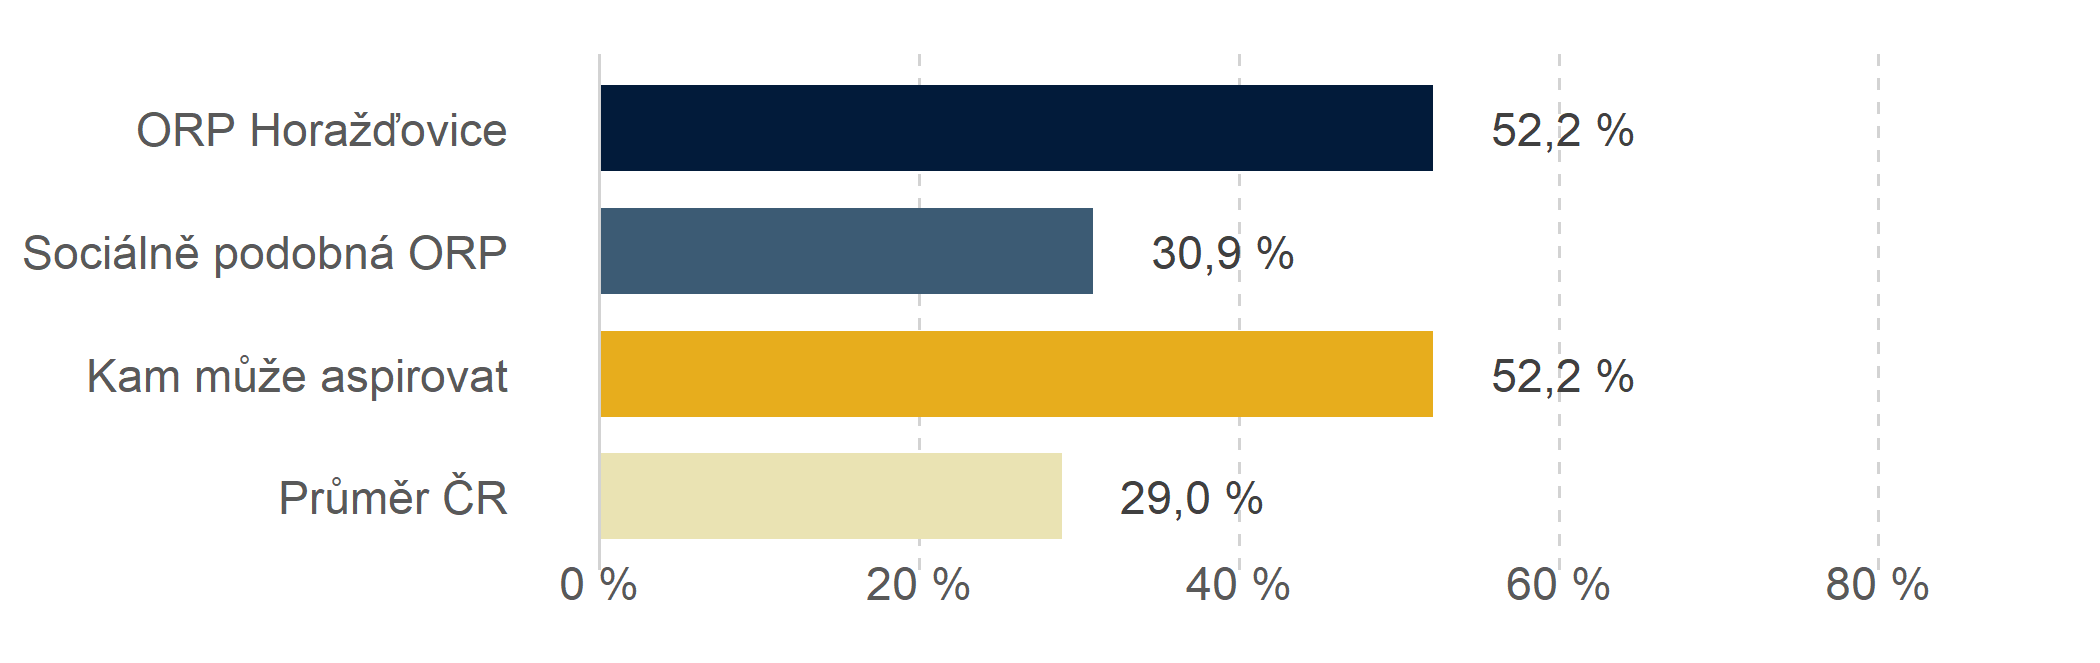 ORP Horažďovice 52,2 %
Sociálně podobná ORP 30,9 %
Kam může aspirovat 52,2 %
Průměr ČR 29,0 %
0 % 20 % 40 % 60 % 80 %